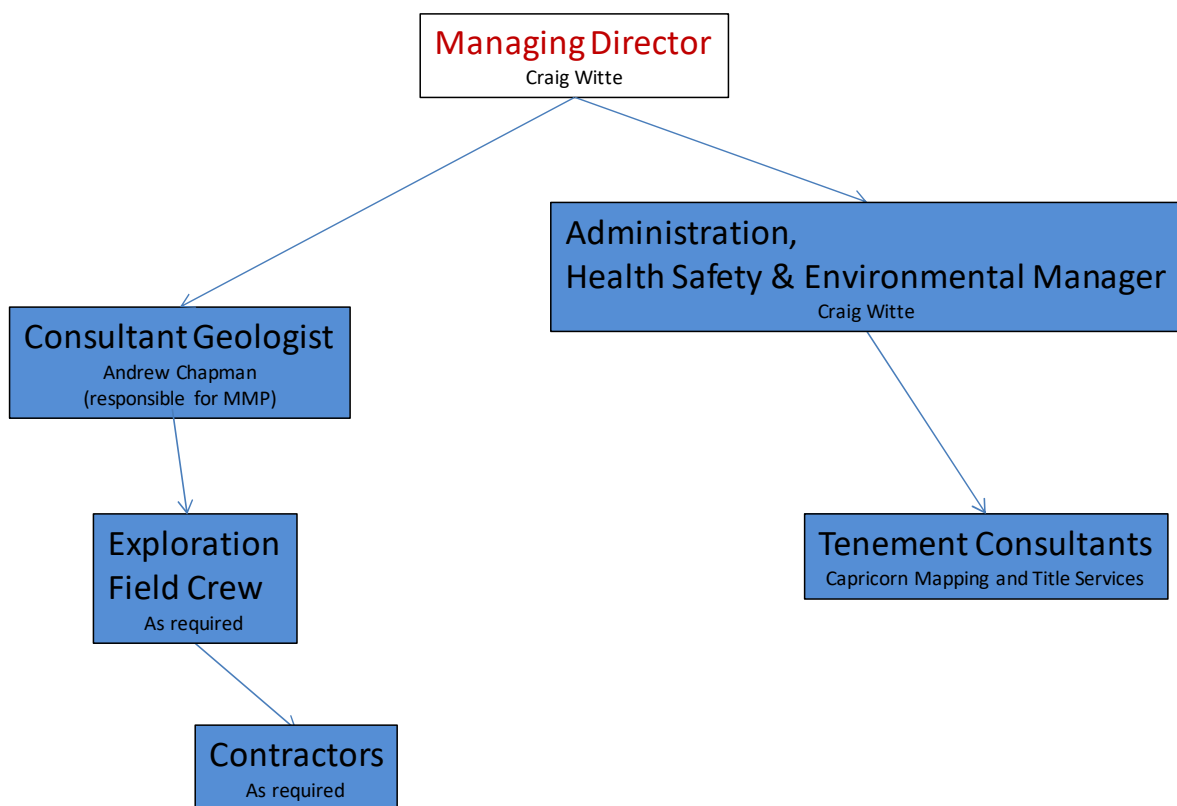 Managing Director
Craig Witte
Administration,
Health Safety & Environmental Manager
Craig Witte
Consultant Geologist
Andrew Chapman
(responsible for MMP)
Exploration
Field Crew
As required
Tenement Consultants
Capricorn Mapping and Title Services
Contractors
As required